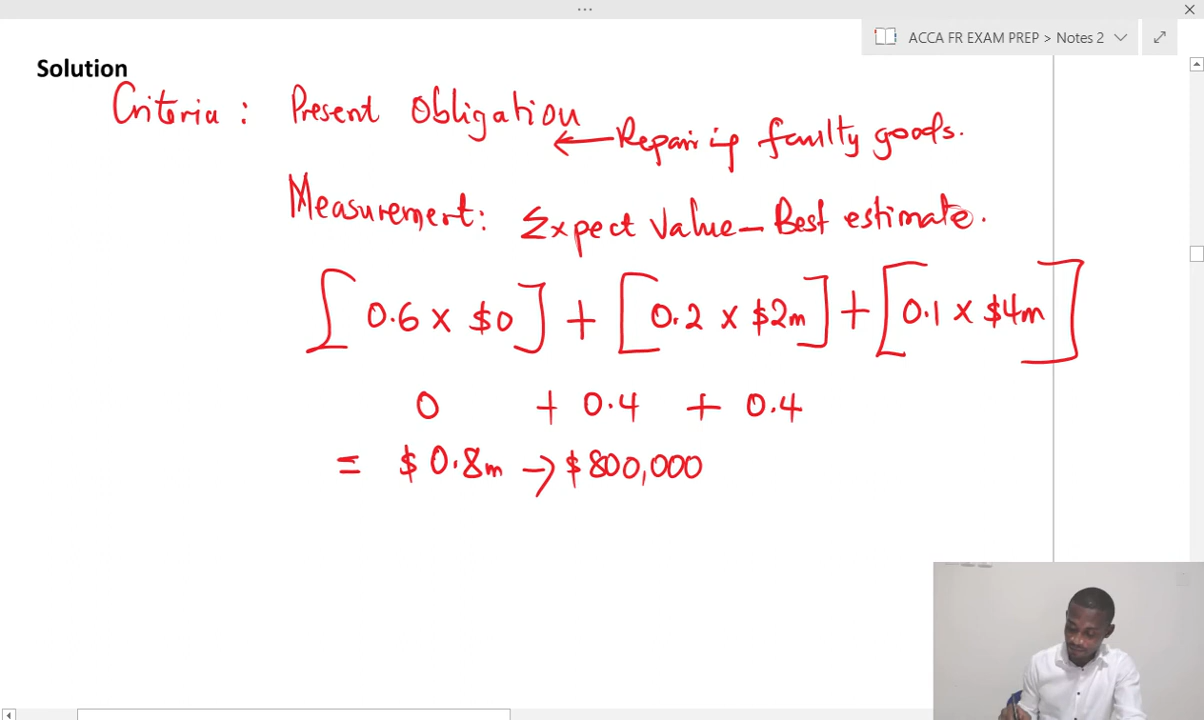 ACCA FR EXAM PREP > Notes 2
Solution
Criteria : Present Obligation
← Repairing faulty goods.
Measurement: Expect Value – Best estimate.
[0.6 x $0] + [0.2 x $2m] + [0.1 x $4m]
0 + 0.4 + 0.4
= $0.8m → $800,000